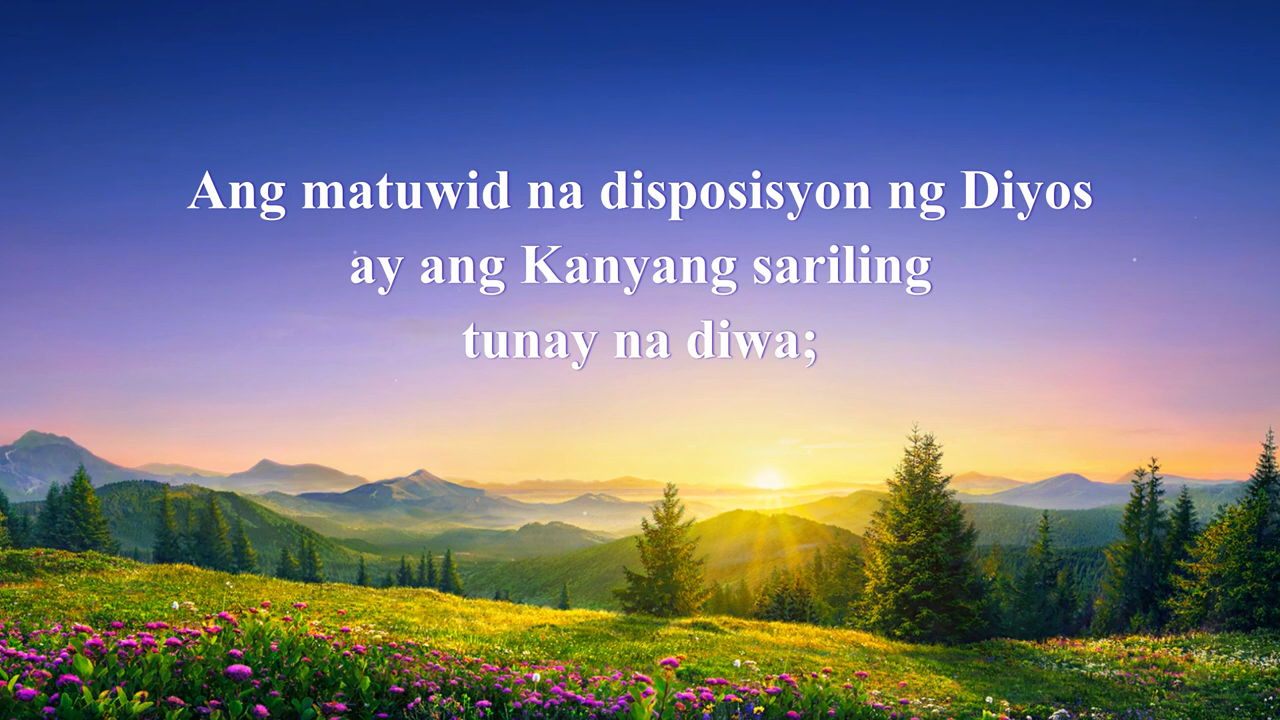 Ang matuwid na disposisyon ng Diyos
ay ang Kanyang sariling
tunay na diwa;